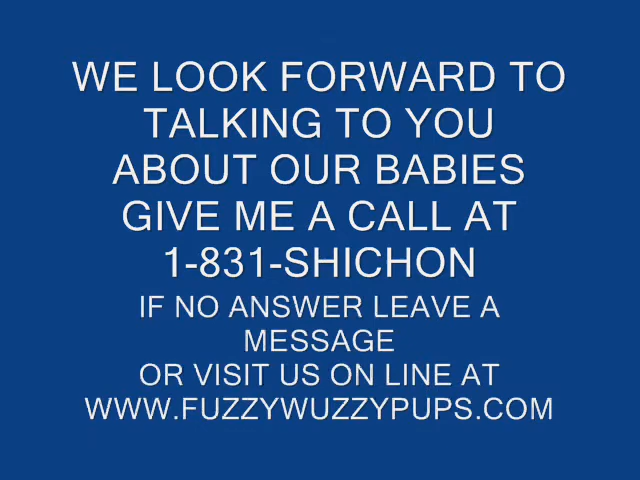 WE LOOK FORWARD TO
TALKING TO YOU
ABOUT OUR BABIES
GIVE ME A CALL AT
1-831-SHICHON
IF NO ANSWER LEAVE A
MESSAGE
OR VISIT US ON LINE AT
WWW.FUZZYWUZZYPUPS.COM